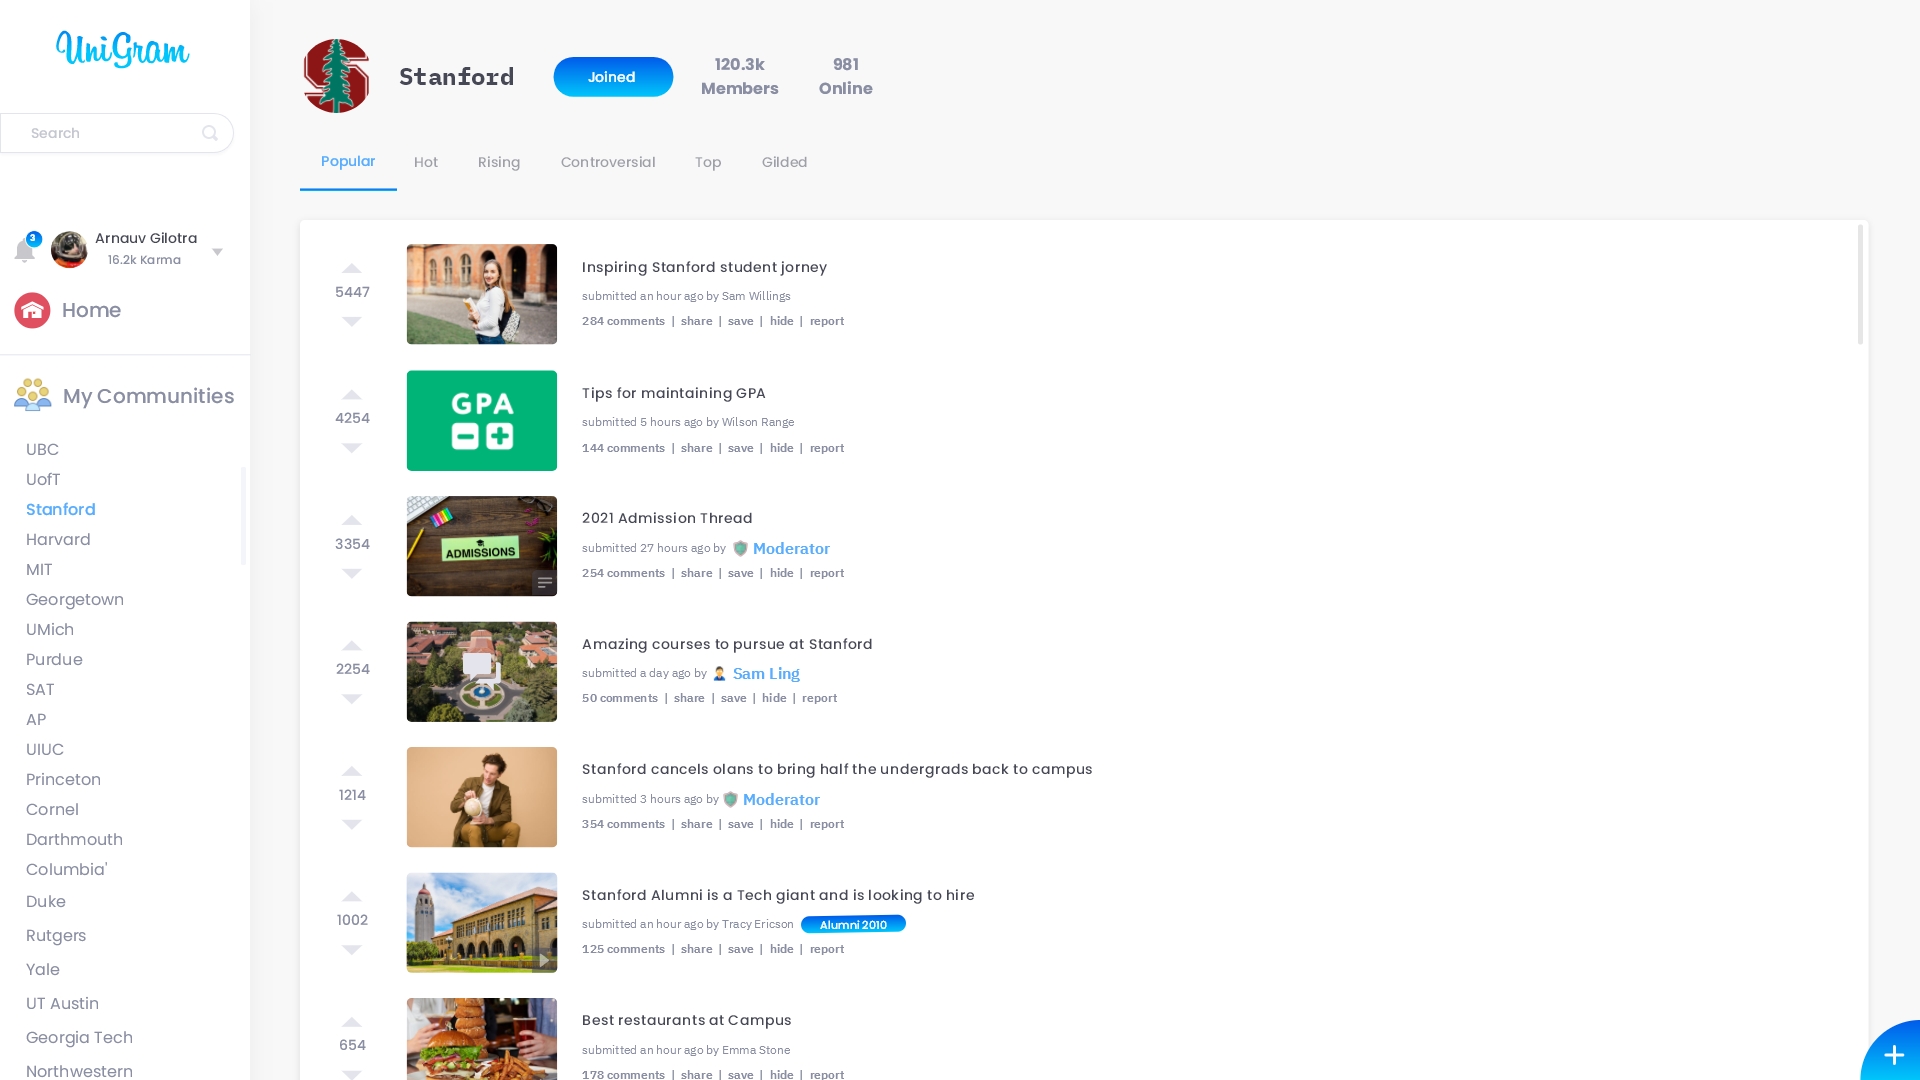 UniGram
Search
3
Arnauv Gilotra
16.2k Karma
Home
My Communities
UBC
UofT
Stanford
Harvard
MIT
Georgetown
UMich
Purdue
SAT
AP
UIUC
Princeton
Cornel
Darthmouth
Columbia'
Duke
Rutgers
Yale
UT Austin
Georgia Tech
Northwestern
Stanford
Joined
120.3k
Members
981
Online
Popular Hot Rising Controversial Top Gilded
5447
Inspiring Stanford student jorney
submitted an hour ago by Sam Willings
284 comments | share | save | hide | report
4254
GPA
Tips for maintaining GPA
submitted 5 hours ago by Wilson Range
144 comments | share | save | hide | report
3354
ADMISSIONS
2021 Admission Thread
submitted 27 hours ago by Moderator
254 comments | share | save | hide | report
2254
Amazing courses to pursue at Stanford
submitted a day ago by Sam Ling
50 comments | share | save | hide | report
1214
Stanford cancels olans to bring half the undergrads back to campus
submitted 3 hours ago by Moderator
354 comments | share | save | hide | report
1002
Stanford Alumni is a Tech giant and is looking to hire
submitted an hour ago by Tracy Ericson Alumni 2010
125 comments | share | save | hide | report
654
Best restaurants at Campus
submitted an hour ago by Emma Stone
178 comments | share | save | hide | report